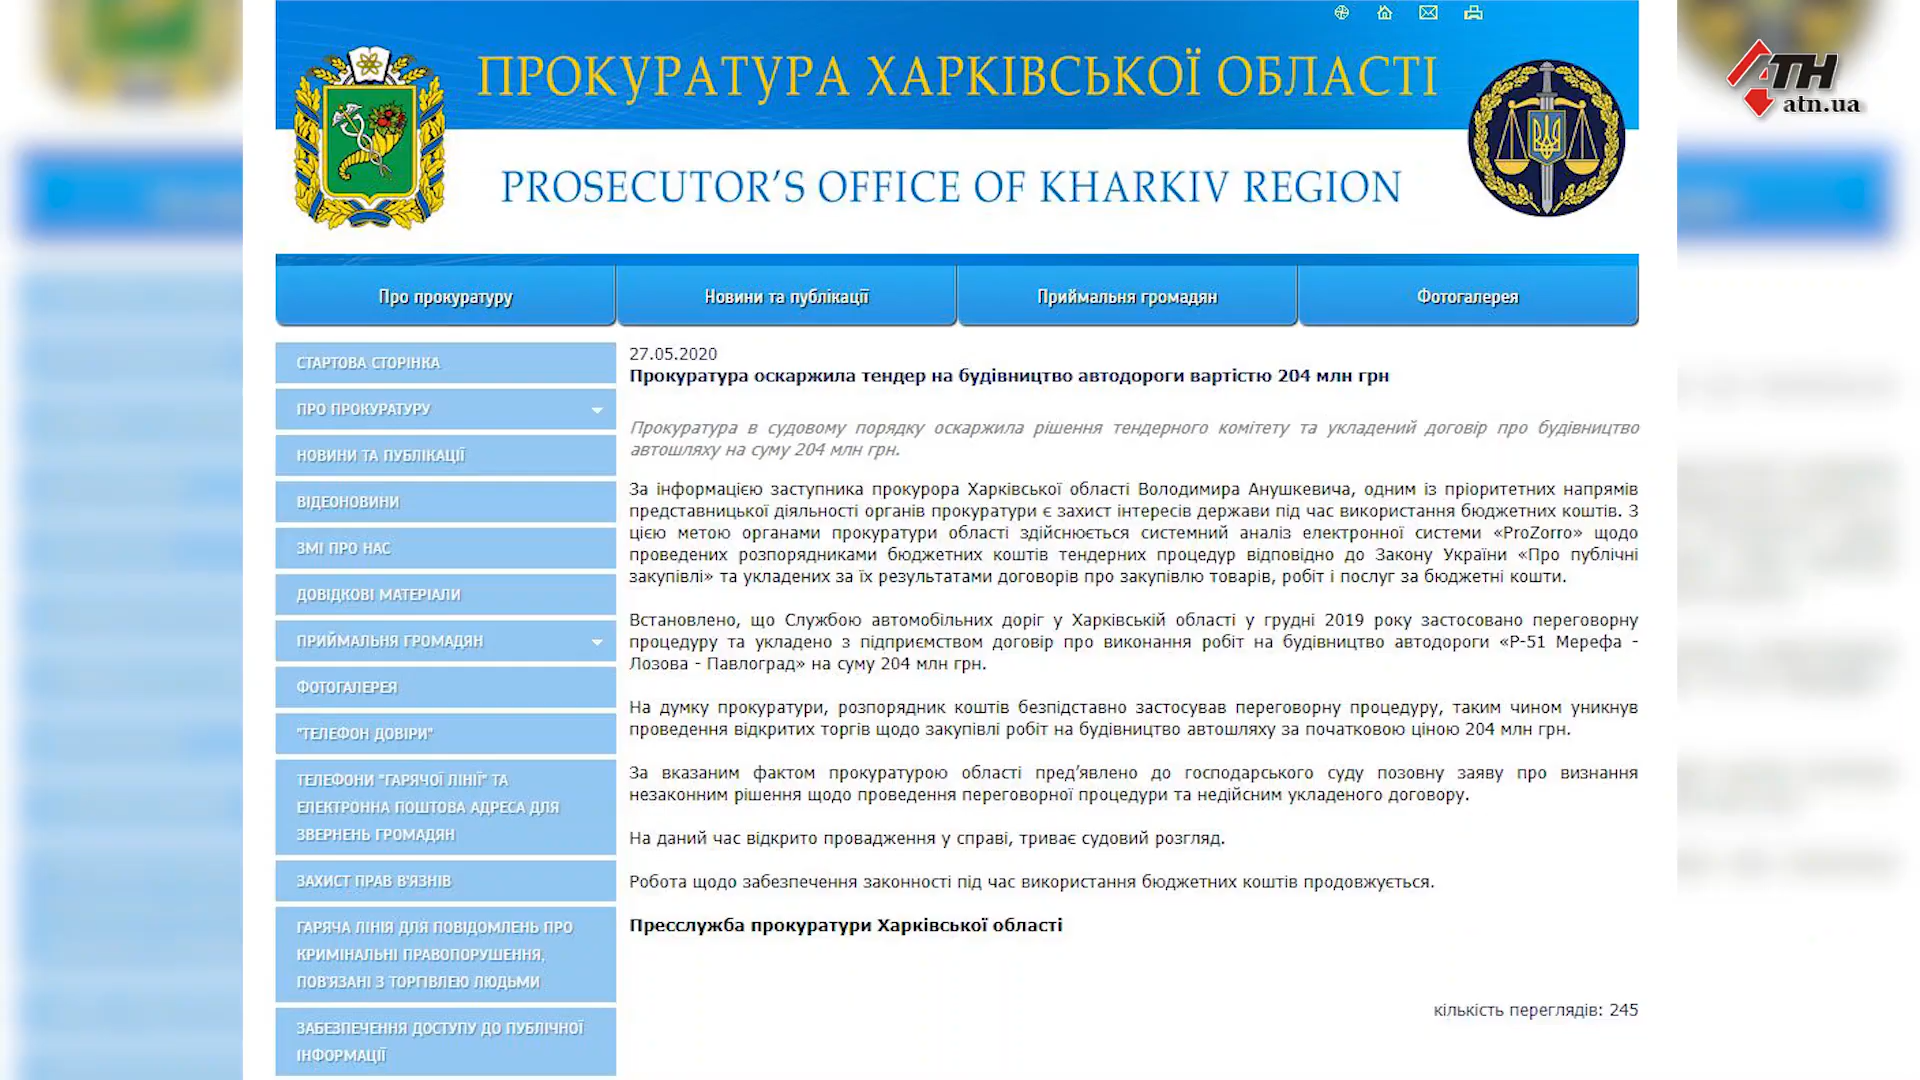 ПРОКУРАТУРА ХАРКІВСЬКОЇ ОБЛАСТІ
АТН
atn.ua
PROSECUTOR'S OFFICE OF KHARKIV REGION
Про прокуратуру
Новини та публікації
Приймальня громадян
Фотогалерея
СТАРТОВА СТОРІНКА
ПРО ПРОКУРАТУРУ
НОВИНИ ТА ПУБЛІКАЦІЇ
ВІДЕОНОВИНИ
ЗМІ ПРО НАС
ДОВІДКОВІ МАТЕРІАЛИ
ПРИЙМАЛЬНЯ ГРОМАДЯН
ФОТОГАЛЕРЕЯ
"ТЕЛЕФОН ДОВІРИ"
ТЕЛЕФОНИ "ГАРЯЧОЇ ЛІНІЇ" ТА
ЕЛЕКТРОННА ПОШТОВА АДРЕСА ДЛЯ
ЗВЕРНЕНЬ ГРОМАДЯН
ЗАХИСТ ПРАВ В'ЯЗНІВ
ГАРЯЧА ЛІНІЯ ДЛЯ ПОВІДОМЛЕНЬ ПРО
КРИМІНАЛЬНІ ПРАВОПОРУШЕННЯ,
ПОВ'ЯЗАНІ З ТОРГІВЛЕЮ ЛЮДЬМИ
ЗАБЕЗПЕЧЕННЯ ДОСТУПУ ДО ПУБЛІЧНОЇ
ІНФОРМАЦІЇ
27.05.2020
Прокуратура оскаржила тендер на будівництво автодороги вартістю 204 млн грн
Прокуратура в судовому порядку оскаржила рішення тендерного комітету та укладений договір про будівництво
автошляху на суму 204 млн грн.
За інформацією заступника прокурора Харківської області Володимира Анушкевича, одним із пріоритетних напрямів
представницької діяльності органів прокуратури є захист інтересів держави під час використання бюджетних коштів. З
цією метою органами прокуратури області здійснюється системний аналіз електронної системи «ProZorro» щодо
проведених розпорядниками бюджетних коштів тендерних процедур відповідно до Закону України «Про публічні
закупівлі» та укладених за їх результатами договорів про закупівлю товарів, робіт і послуг за бюджетні кошти.
Встановлено, що Службою автомобільних доріг у Харківській області у грудні 2019 року застосовано переговорну
процедуру та укладено з підприємством договір про виконання робіт на будівництво автодороги «Р-51 Мерефа -
Лозова - Павлоград» на суму 204 млн грн.
На думку прокуратури, розпорядник коштів безпідставно застосував переговорну процедуру, таким чином уникнув
проведення відкритих торгів щодо закупівлі робіт на будівництво автошляху за початковою ціною 204 млн грн.
За вказаним фактом прокуратурою області пред'явлено до господарського суду позовну заяву про визнання
незаконним рішення щодо проведення переговорної процедури та недійсним укладеного договору.
На даний час відкрито провадження у справі, триває судовий розгляд.
Робота щодо забезпечення законності під час використання бюджетних коштів продовжується.
Пресслужба прокуратури Харківської області
кількість переглядів: 245